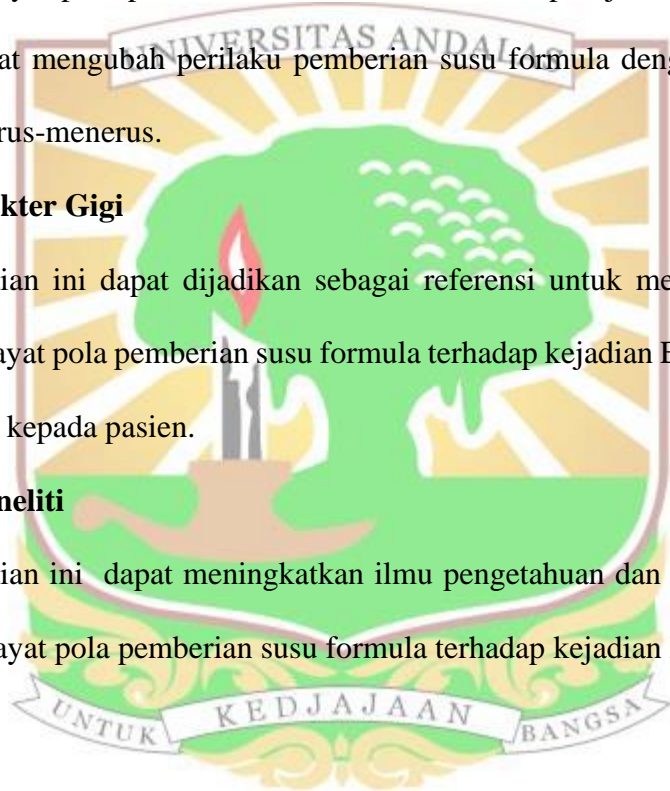 UNIVERSITAS ANDALAS
at mengubah perilaku pemberian susu formula deng
rus-menerus.
kter Gigi
ian ini dapat dijadikan sebagai referensi untuk me
ayat pola pemberian susu formula terhadap kejadian E
kepada pasien.
neliti
ian ini dapat meningkatkan ilmu pengetahuan dan
ayat pola pemberian susu formula terhadap kejadian
UNTUK KEDJAJAAN BANGSA